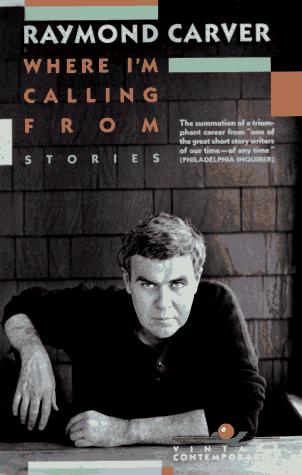 RAYMOND CARVER
WHERE I'M
CALLING
FROM
STORIES
The summation of a trium-
phant career from "one of
the great short story writers
of our time—of any time"
(PHILADELPHIA INQUIRER)
VINTAGE
CONTEMPORARIES